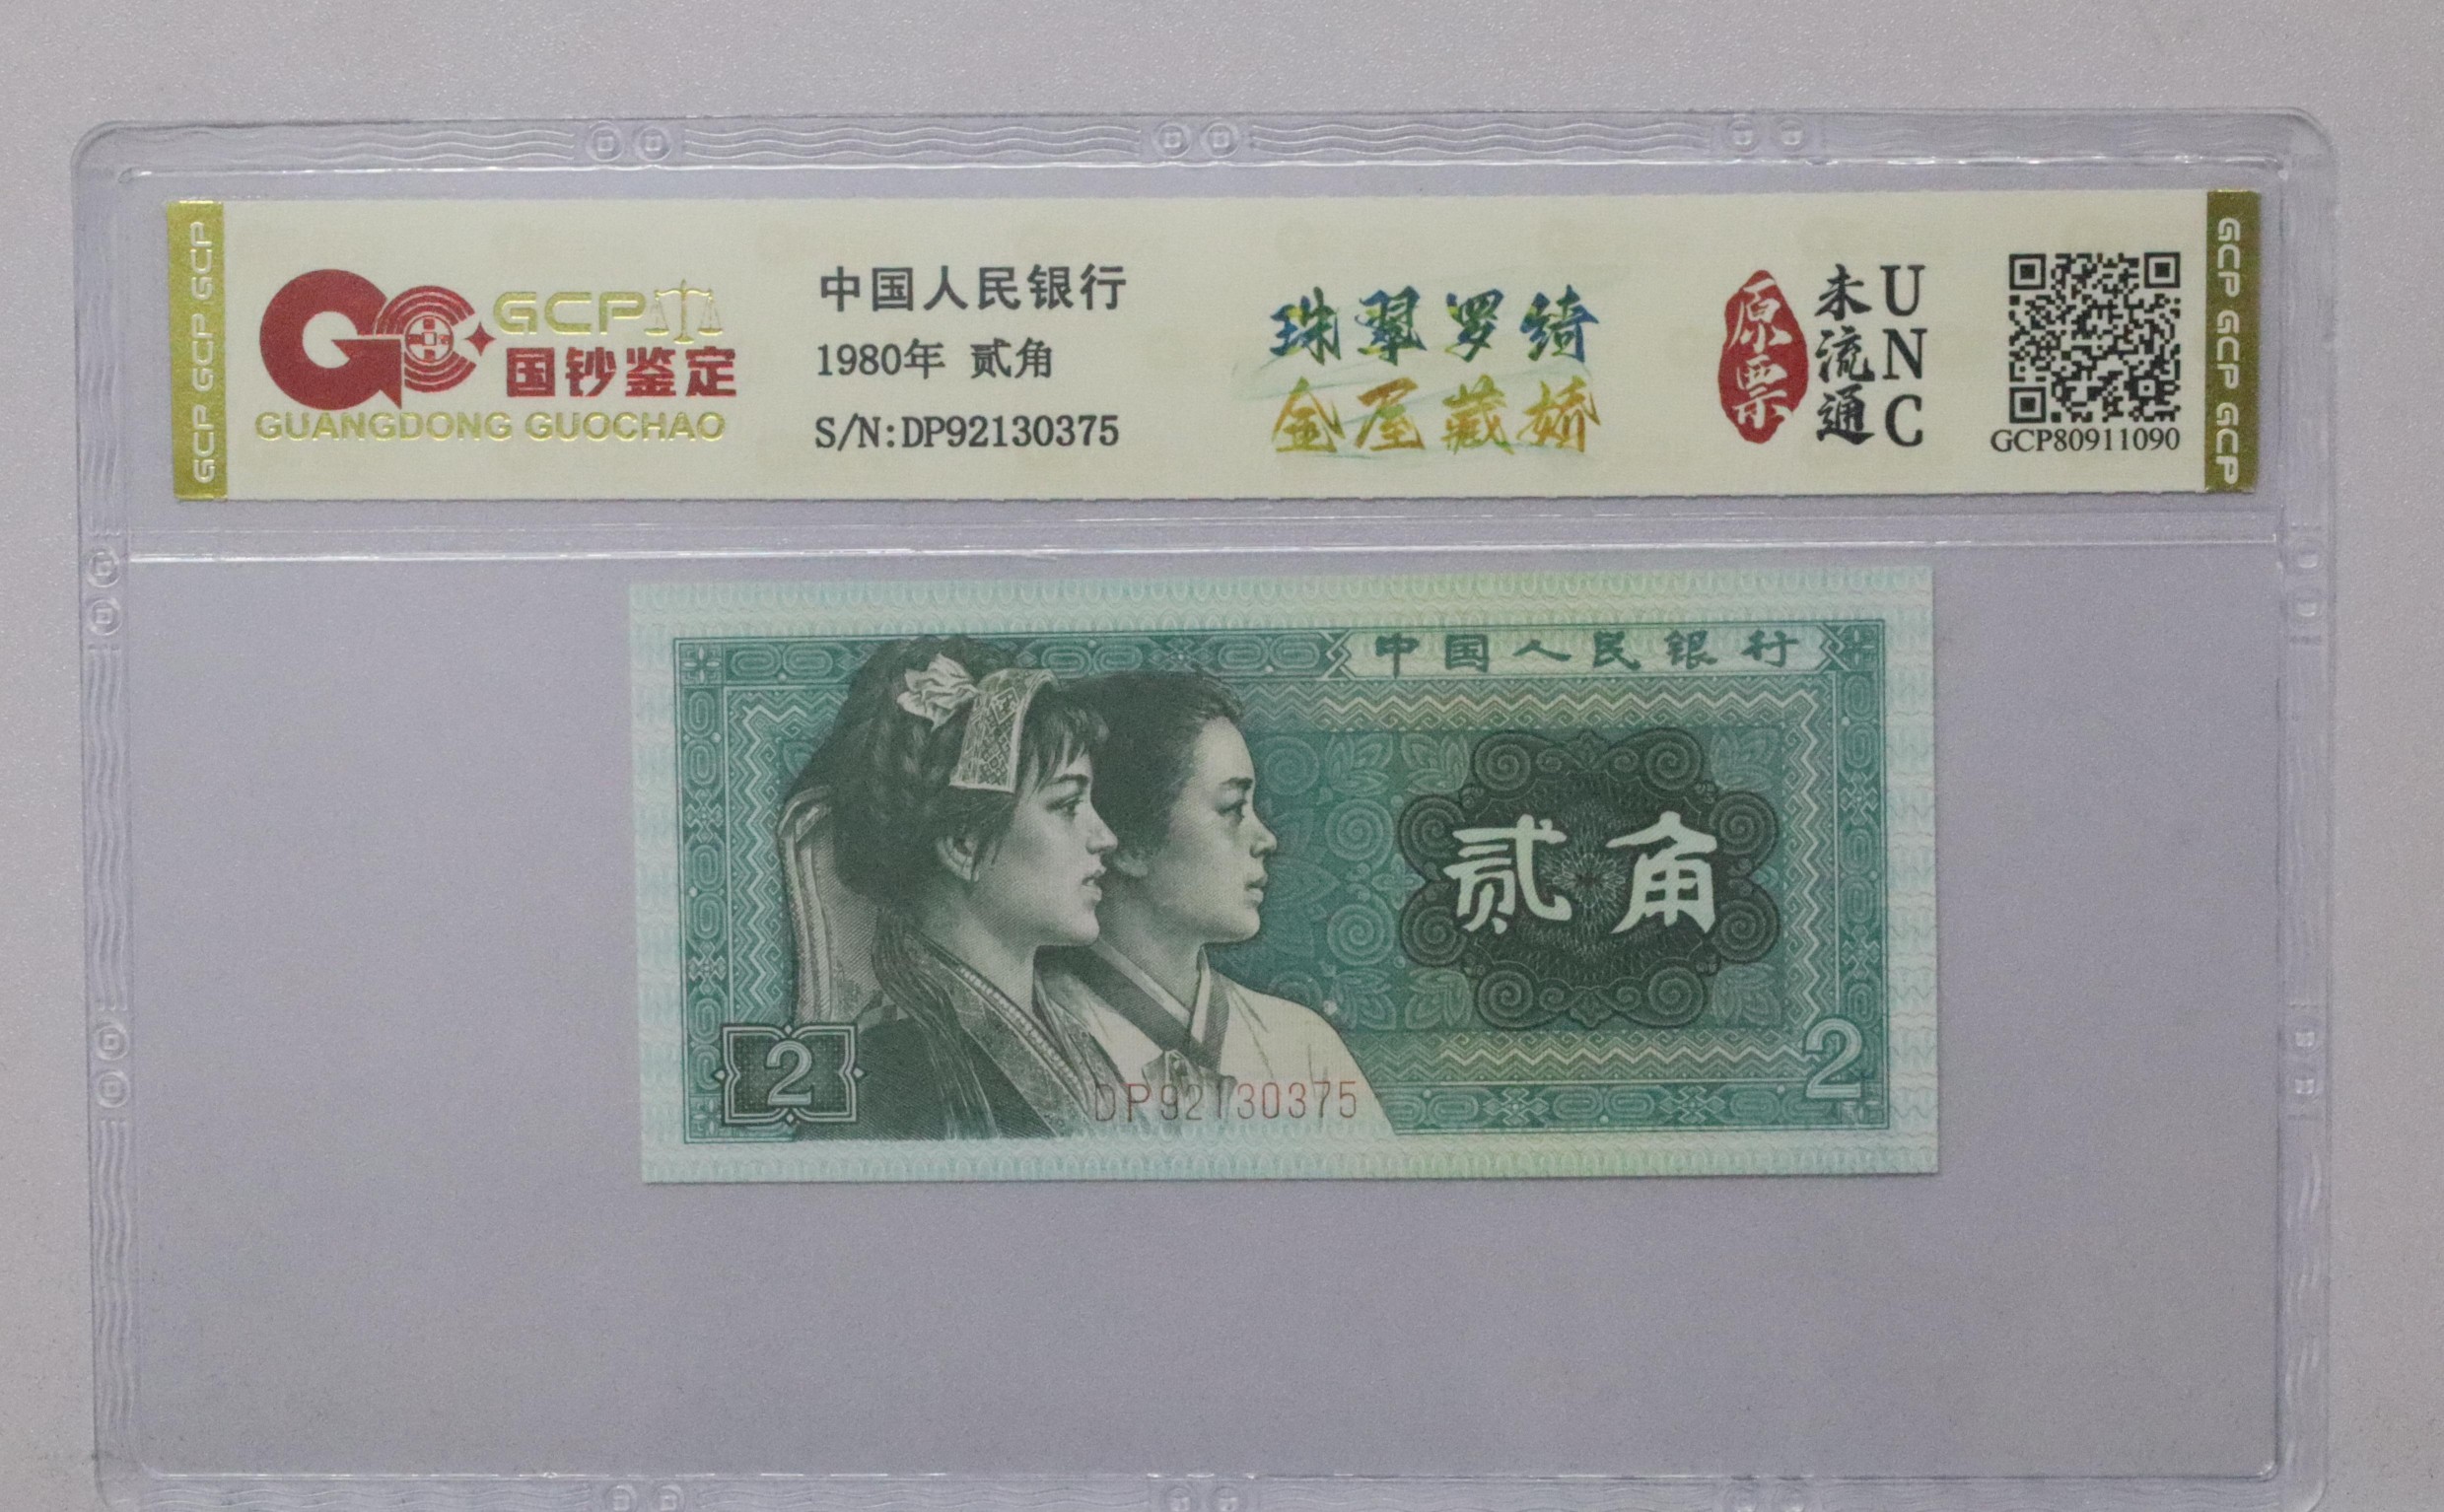 GCP GCP GCP
GCP
国钞鉴定
GUANGDONG GUOCHAO
中国人民银行
1980年 贰角
S/N:DP92130375
珠翠罗绮
金屋藏娇
原票
未流通
UNC
GCP80911090
GCP GCP GCP
中国人民银行
贰角
2
2
DP92130375